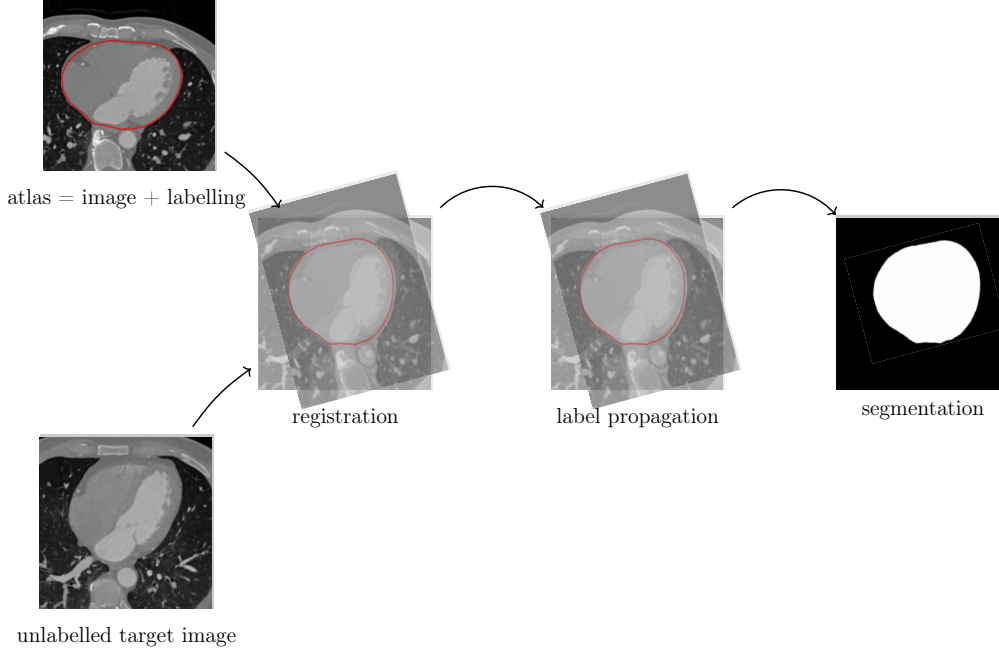 atlas = image + labelling
registration
label propagation
segmentation
unlabelled target image